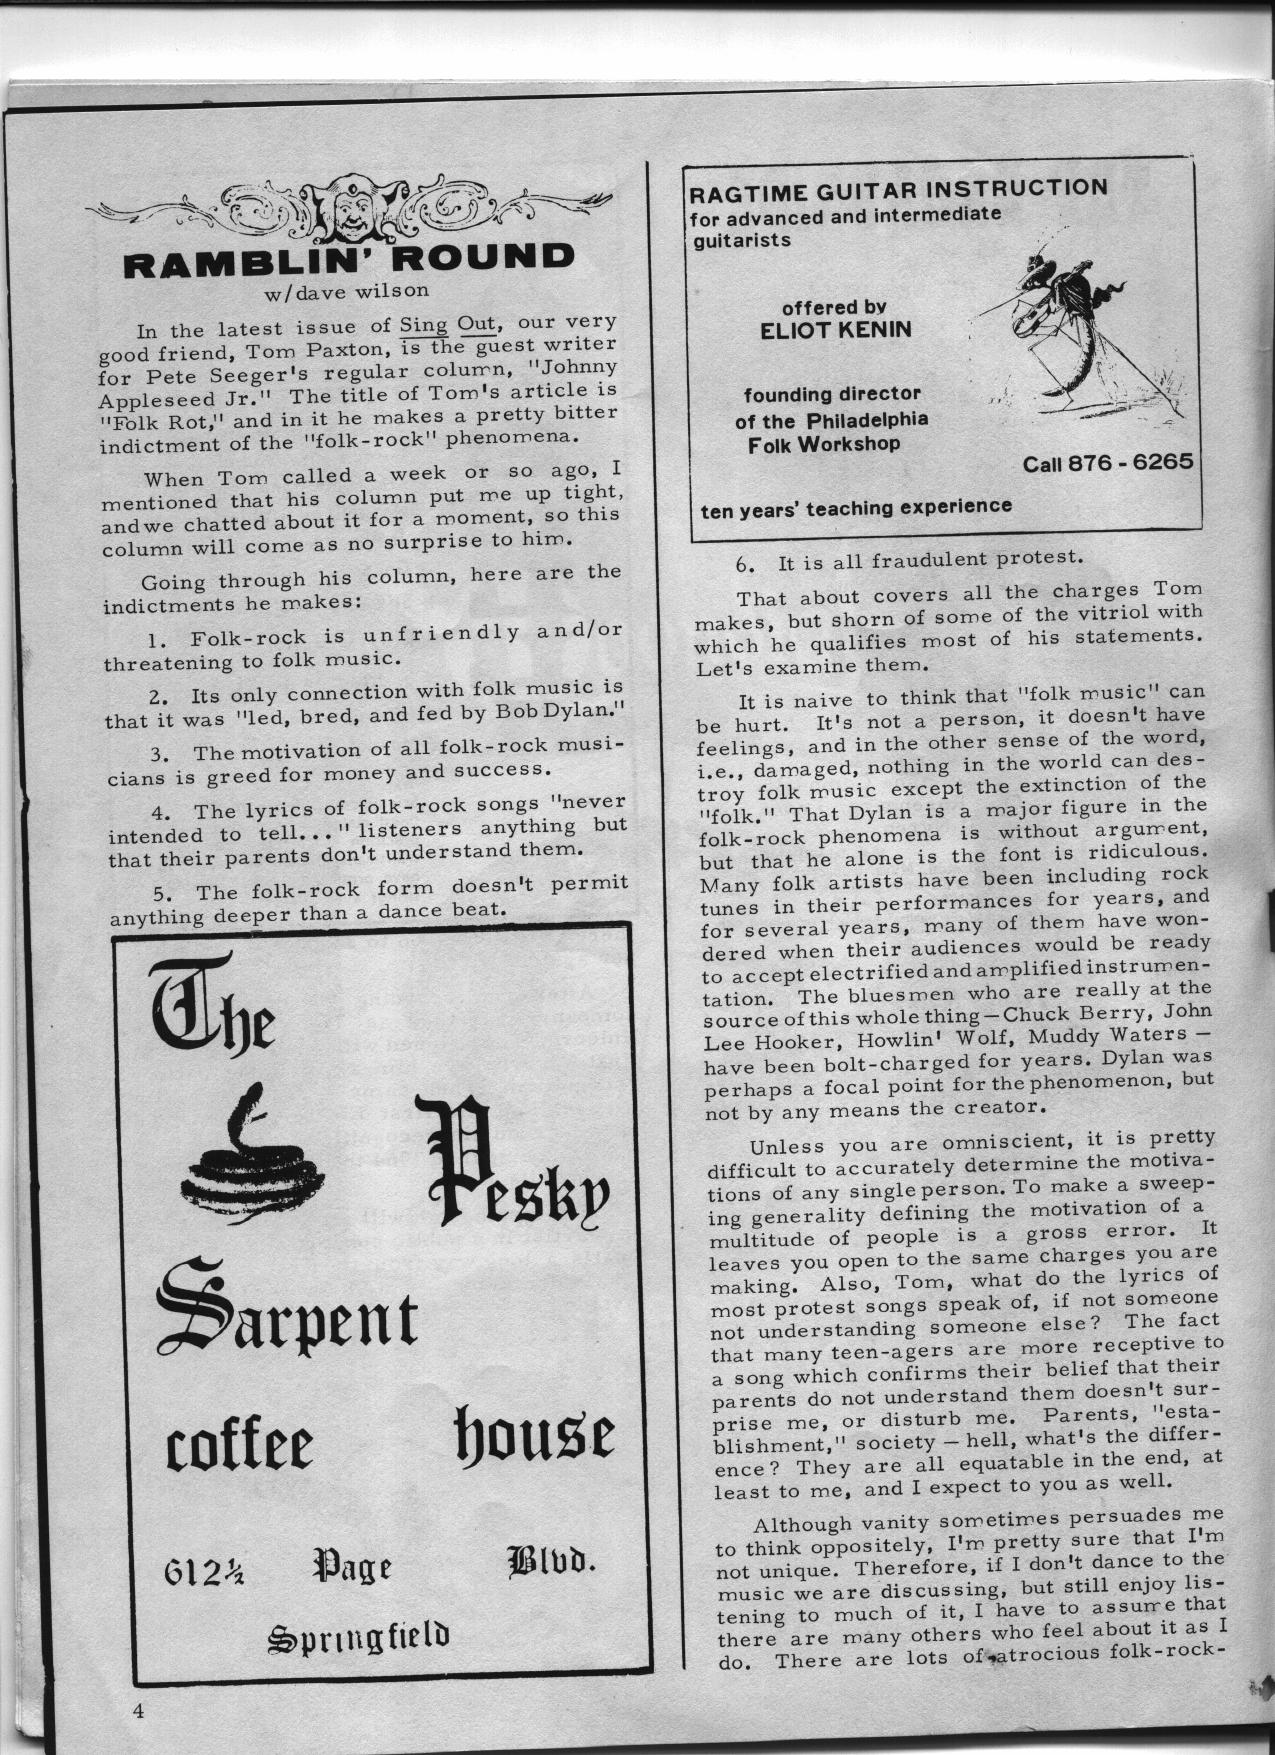 RAMBLIN' ROUND
w/dave wilson
In the latest issue of Sing Out, our very
good friend, Tom Paxton, is the guest writer
for Pete Seeger's regular column, "Johnny
Appleseed Jr." The title of Tom's article is
"Folk Rot," and in it he makes a pretty bitter
indictment of the "folk-rock" phenomena.
When Tom called a week or so ago, I
mentioned that his column put me up tight,
and we chatted about it for a moment, so this
column will come as no surprise to him.
Going through his column, here are the
indictments he makes:
1. Folk-rock is unfriendly and/or
threatening to folk music.
2. Its only connection with folk music is
that it was "led, bred, and fed by Bob Dylan."
3. The motivation of all folk-rock musi-
cians is greed for money and success.
4. The lyrics of folk-rock songs "never
intended to tell..." listeners anything but
that their parents don't understand them.
5. The folk-rock form doesn't permit
anything deeper than a dance beat.
The
Pesky
Sarpent
coffee house
612½ Page Blvd.
Springfield
4
RAGTIME GUITAR INSTRUCTION
for advanced and intermediate
guitarists
offered by
ELIOT KENIN
founding director
of the Philadelphia
Folk Workshop
Call 876 - 6265
ten years' teaching experience
6. It is all fraudulent protest.
That about covers all the charges Tom
makes, but shorn of some of the vitriol with
which he qualifies most of his statements.
Let's examine them.
It is naive to think that "folk music" can
be hurt. It's not a person, it doesn't have
feelings, and in the other sense of the word,
i.e., damaged, nothing in the world can des-
troy folk music except the extinction of the
"folk." That Dylan is a major figure in the
folk-rock phenomena is without argument,
but that he alone is the font is ridiculous.
Many folk artists have been including rock
tunes in their performances for years, and
for several years, many of them have won-
dered when their audiences would be ready
to accept electrified and amplified instrumen-
tation. The bluesmen who are really at the
source of this whole thing—Chuck Berry, John
Lee Hooker, Howlin' Wolf, Muddy Waters —
have been bolt-charged for years. Dylan was
perhaps a focal point for the phenomenon, but
not by any means the creator.
Unless you are omniscient, it is pretty
difficult to accurately determine the motiva-
tions of any single person. To make a sweep-
ing generality defining the motivation of a
multitude of people is a gross error. It
leaves you open to the same charges you are
making. Also, Tom, what do the lyrics of
most protest songs speak of, if not someone
not understanding someone else? The fact
that many teen-agers are more receptive to
a song which confirms their belief that their
parents do not understand them doesn't sur-
prise me, or disturb me. Parents, "esta-
blishment," society — hell, what's the differ-
ence? They are all equatable in the end, at
least to me, and I expect to you as well.
Although vanity sometimes persuades me
to think oppositely, I'm pretty sure that I'm
not unique. Therefore, if I don't dance to the
music we are discussing, but still enjoy lis-
tening to much of it, I have to assume that
there are many others who feel about it as I
do. There are lots of atrocious folk-rock-